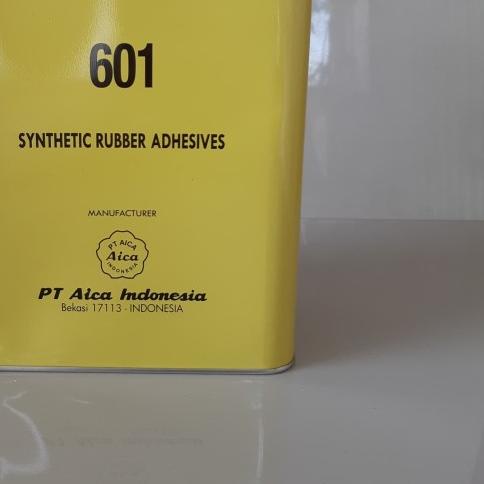 601
SYNTHETIC RUBBER ADHESIVES
MANUFACTURER
PT AICA
Aica
INDONESIA
PT Aica Indonesia
Bekasi 17113 - INDONESIA